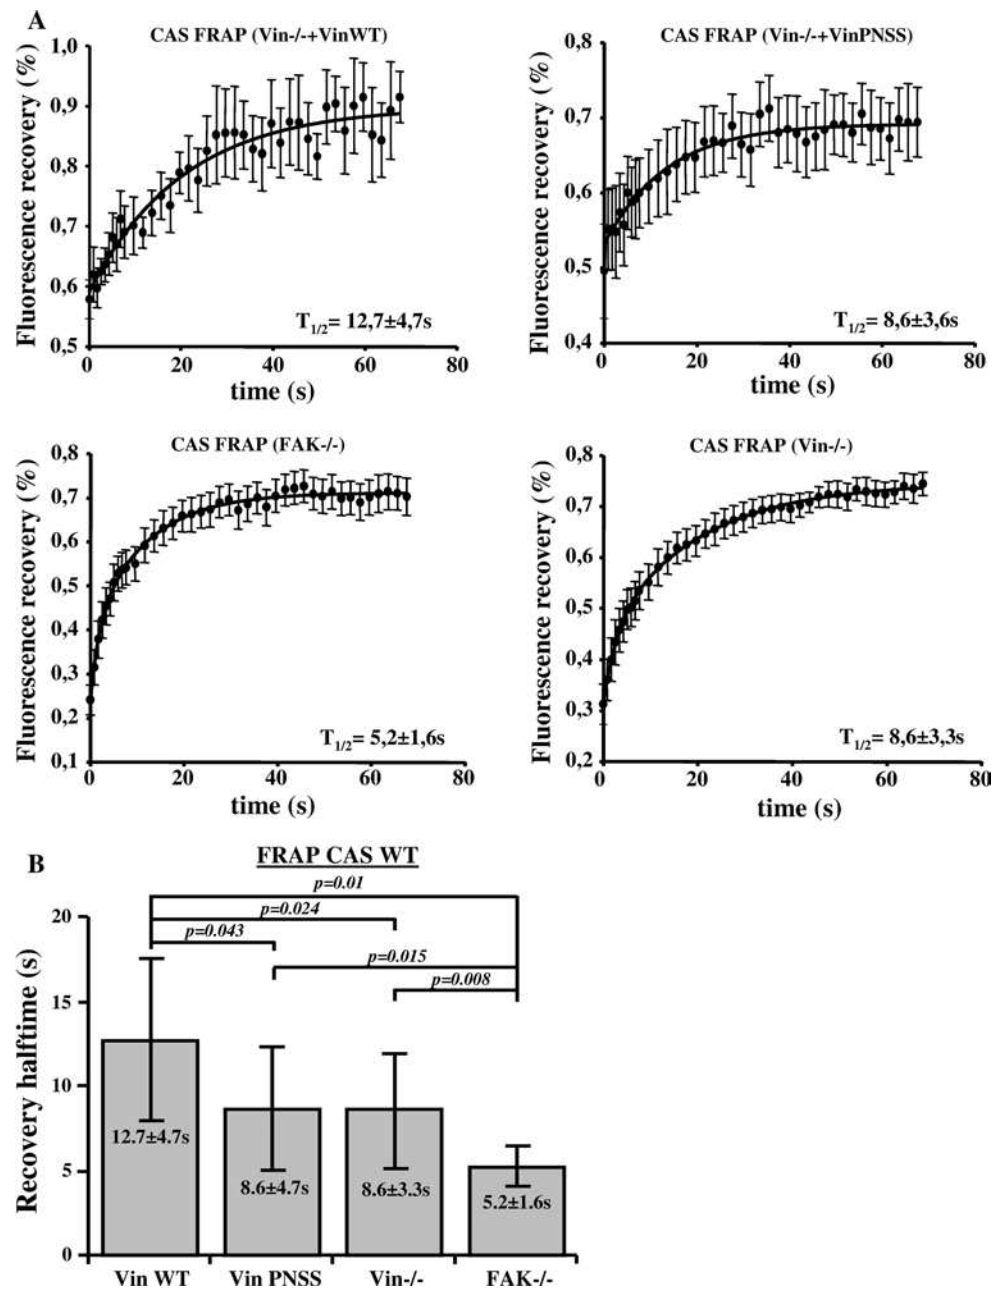 A
CAS FRAP (Vin-/-+VinWT)
Fluorescence recovery (%)
1,0
0,9
0,8
0,7
0,6
0,5
T1/2= 12,7±4,7s
0 20 40 60 80
time (s)
CAS FRAP (Vin-/-+VinPNSS)
Fluorescence recovery (%)
0,8
0,7
0,6
0,5
0,4
T1/2= 8,6±3,6s
0 20 40 60 80
time (s)
CAS FRAP (FAK-/-)
Fluorescence recovery (%)
0,8
0,7
0,6
0,5
0,4
0,3
0,2
0,1
T1/2= 5,2±1,6s
0 20 40 60 80
time (s)
CAS FRAP (Vin-/-)
Fluorescence recovery (%)
0,8
0,7
0,6
0,5
0,4
0,3
0,2
T1/2= 8,6±3,3s
0 20 40 60 80
time (s)
B
FRAP CAS WT
p=0.01
p=0.024
p=0.043
p=0.015
p=0.008
Recovery halftime (s)
20
15
10
5
0
12.7±4.7s
8.6±4.7s
8.6±3.3s
5.2±1.6s
Vin WT Vin PNSS Vin-/- FAK-/-